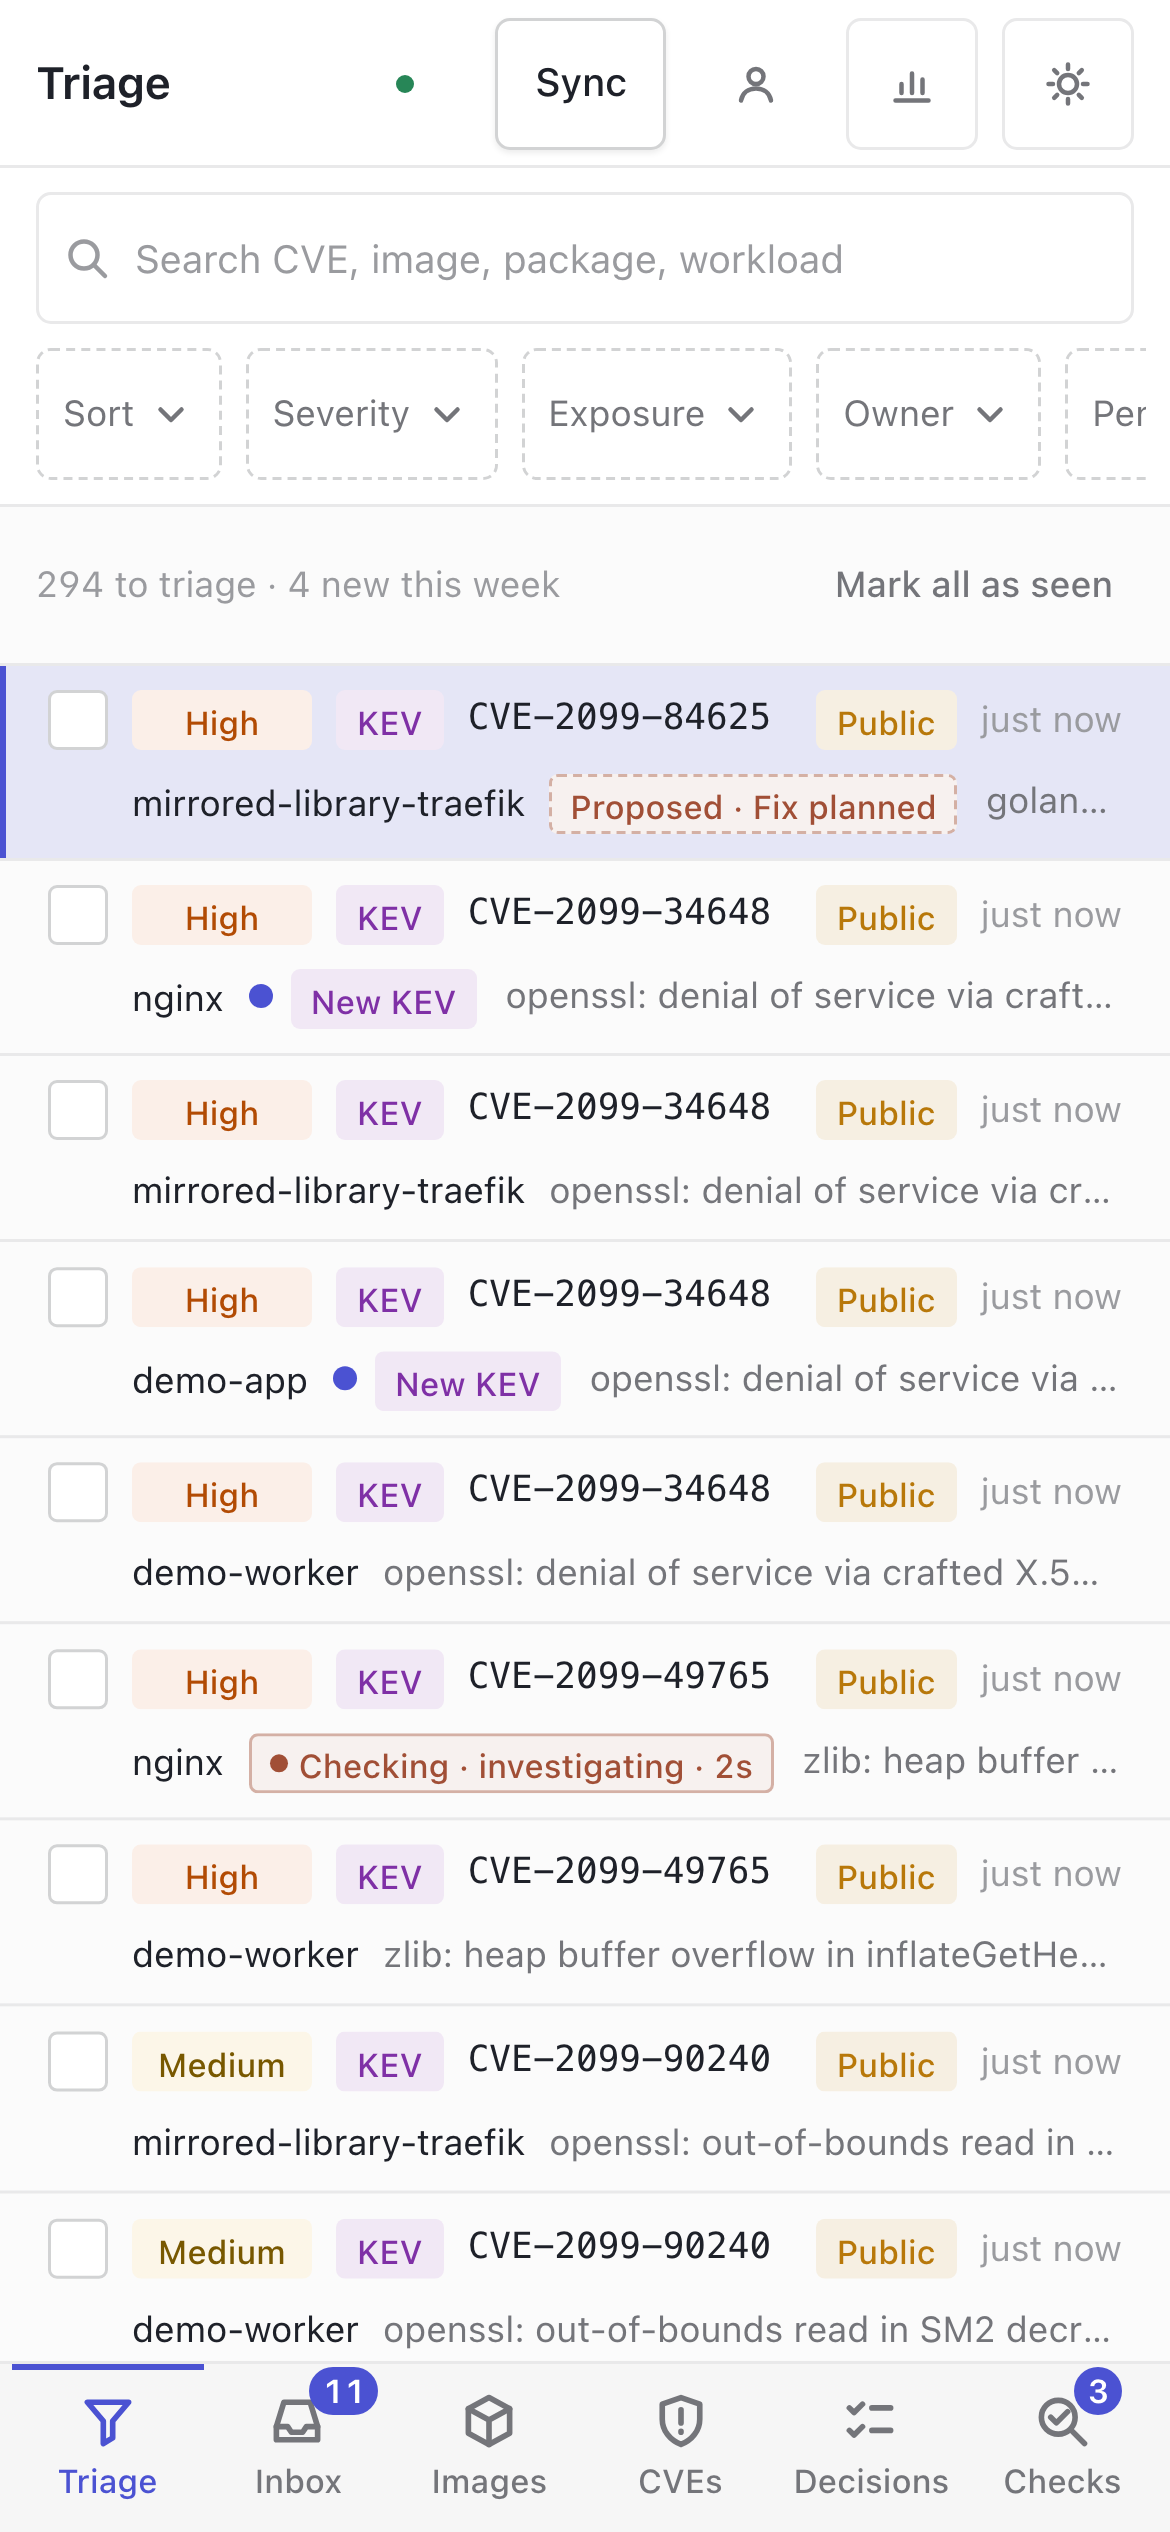 Triage
Sync
Search CVE, image, package, workload
Sort Severity Exposure Owner Per
294 to triage · 4 new this week Mark all as seen
High KEV CVE-2099-84625 Public just now
mirrored-library-traefik Proposed · Fix planned golan…
High KEV CVE-2099-34648 Public just now
nginx New KEV openssl: denial of service via craft…
High KEV CVE-2099-34648 Public just now
mirrored-library-traefik openssl: denial of service via cr…
High KEV CVE-2099-34648 Public just now
demo-app New KEV openssl: denial of service via …
High KEV CVE-2099-34648 Public just now
demo-worker openssl: denial of service via crafted X.5…
High KEV CVE-2099-49765 Public just now
nginx Checking · investigating · 2s zlib: heap buffer …
High KEV CVE-2099-49765 Public just now
demo-worker zlib: heap buffer overflow in inflateGetHe…
Medium KEV CVE-2099-90240 Public just now
mirrored-library-traefik openssl: out-of-bounds read in …
Medium KEV CVE-2099-90240 Public just now
demo-worker openssl: out-of-bounds read in SM2 decr…
11 3
Triage Inbox Images CVEs Decisions Checks